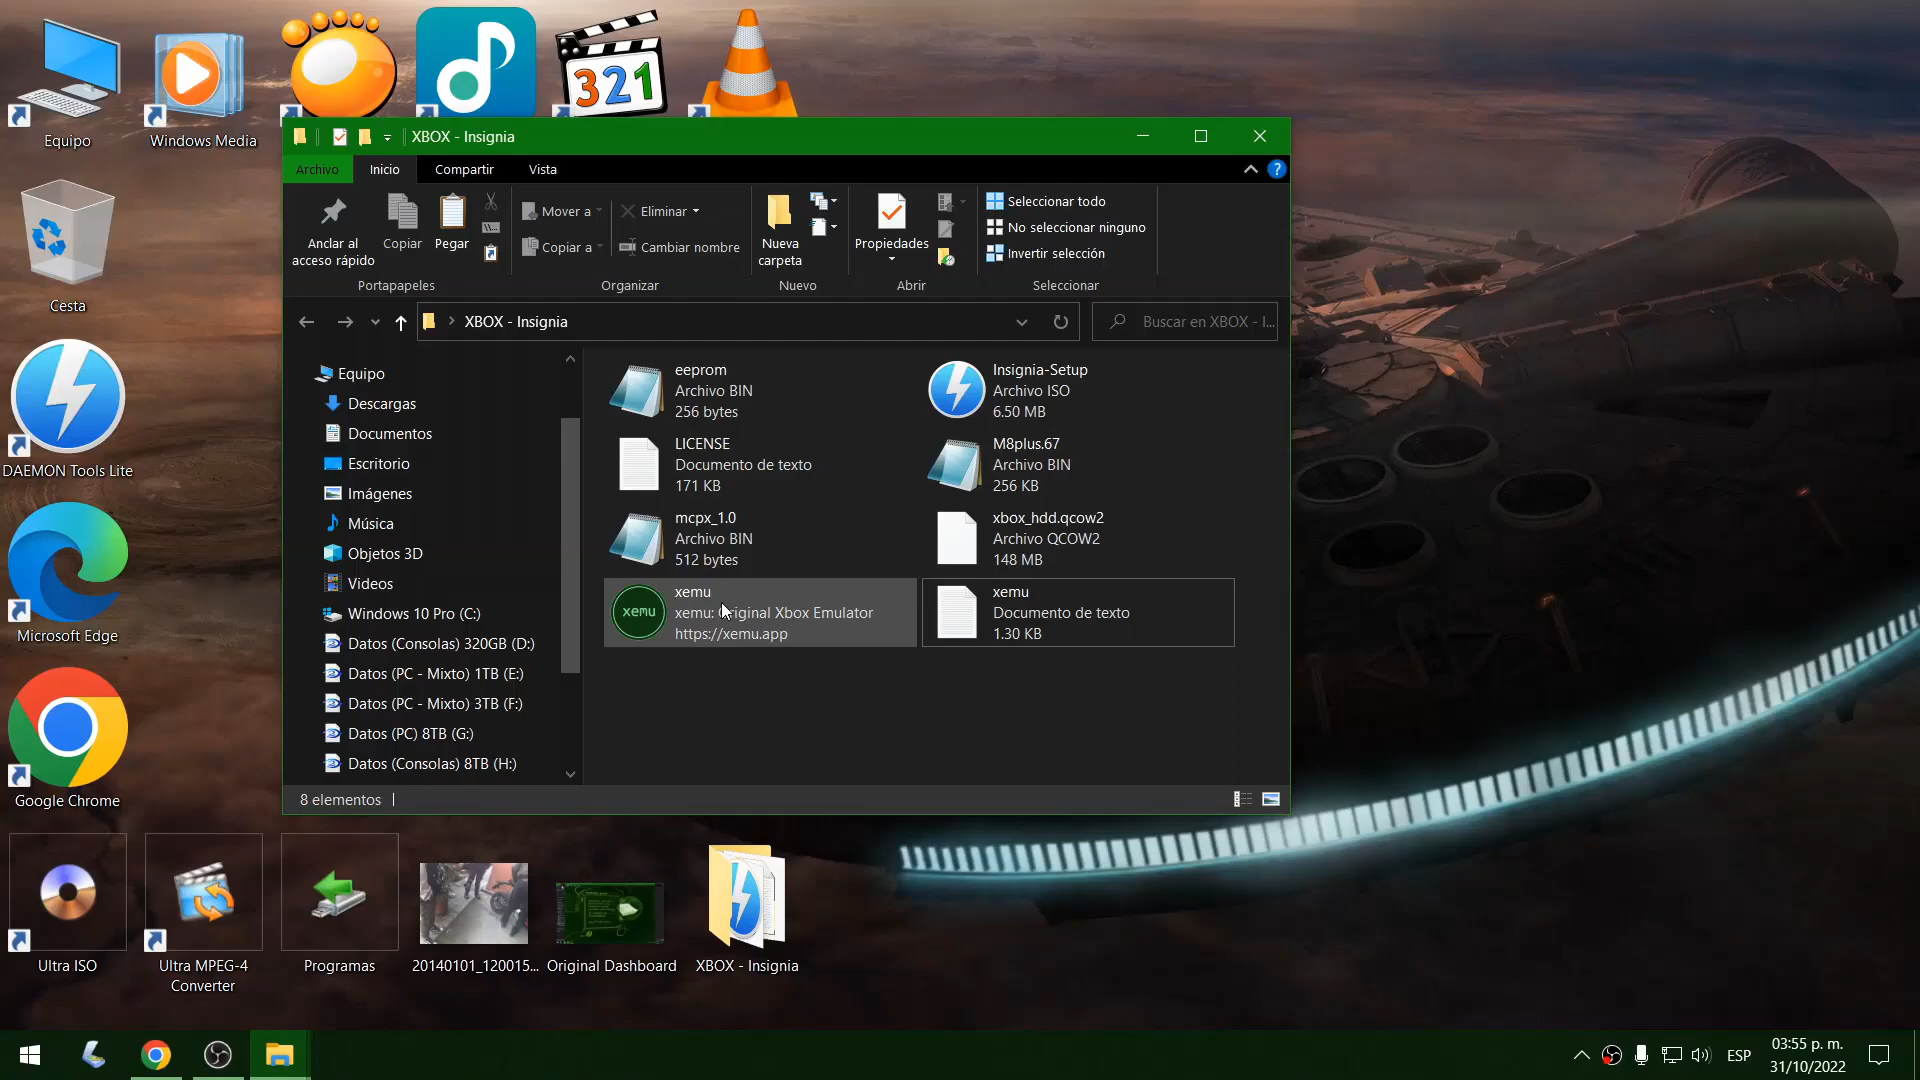 321
Equipo
Windows Media
XBOX - Insignia
Archivo
Inicio
Compartir
Vista
Anclar al
acceso rápido
Copiar
Pegar
Mover a
Copiar a
Eliminar
Cambiar nombre
Nueva
carpeta
Propiedades
Seleccionar todo
No seleccionar ninguno
Invertir selección
Portapapeles
Organizar
Nuevo
Abrir
Seleccionar
XBOX - Insignia
Buscar en XBOX - I...
Cesta
DAEMON Tools Lite
Microsoft Edge
Google Chrome
Equipo
Descargas
Documentos
Escritorio
Imágenes
Música
Objetos 3D
Videos
Windows 10 Pro (C:)
Datos (Consolas) 320GB (D:)
Datos (PC - Mixto) 1TB (E:)
Datos (PC - Mixto) 3TB (F:)
Datos (PC) 8TB (G:)
Datos (Consolas) 8TB (H:)
eeprom
Archivo BIN
256 bytes
Insignia-Setup
Archivo ISO
6.50 MB
LICENSE
Documento de texto
171 KB
M8plus.67
Archivo BIN
256 KB
mcpx_1.0
Archivo BIN
512 bytes
xbox_hdd.qcow2
Archivo QCOW2
148 MB
xemu
xemu
xemu: Original Xbox Emulator
https://xemu.app
xemu
Documento de texto
1.30 KB
8 elementos
Ultra ISO
Ultra MPEG-4
Converter
Programas
20140101_120015...
Original Dashboard
XBOX - Insignia
ESP
03:55 p. m.
31/10/2022